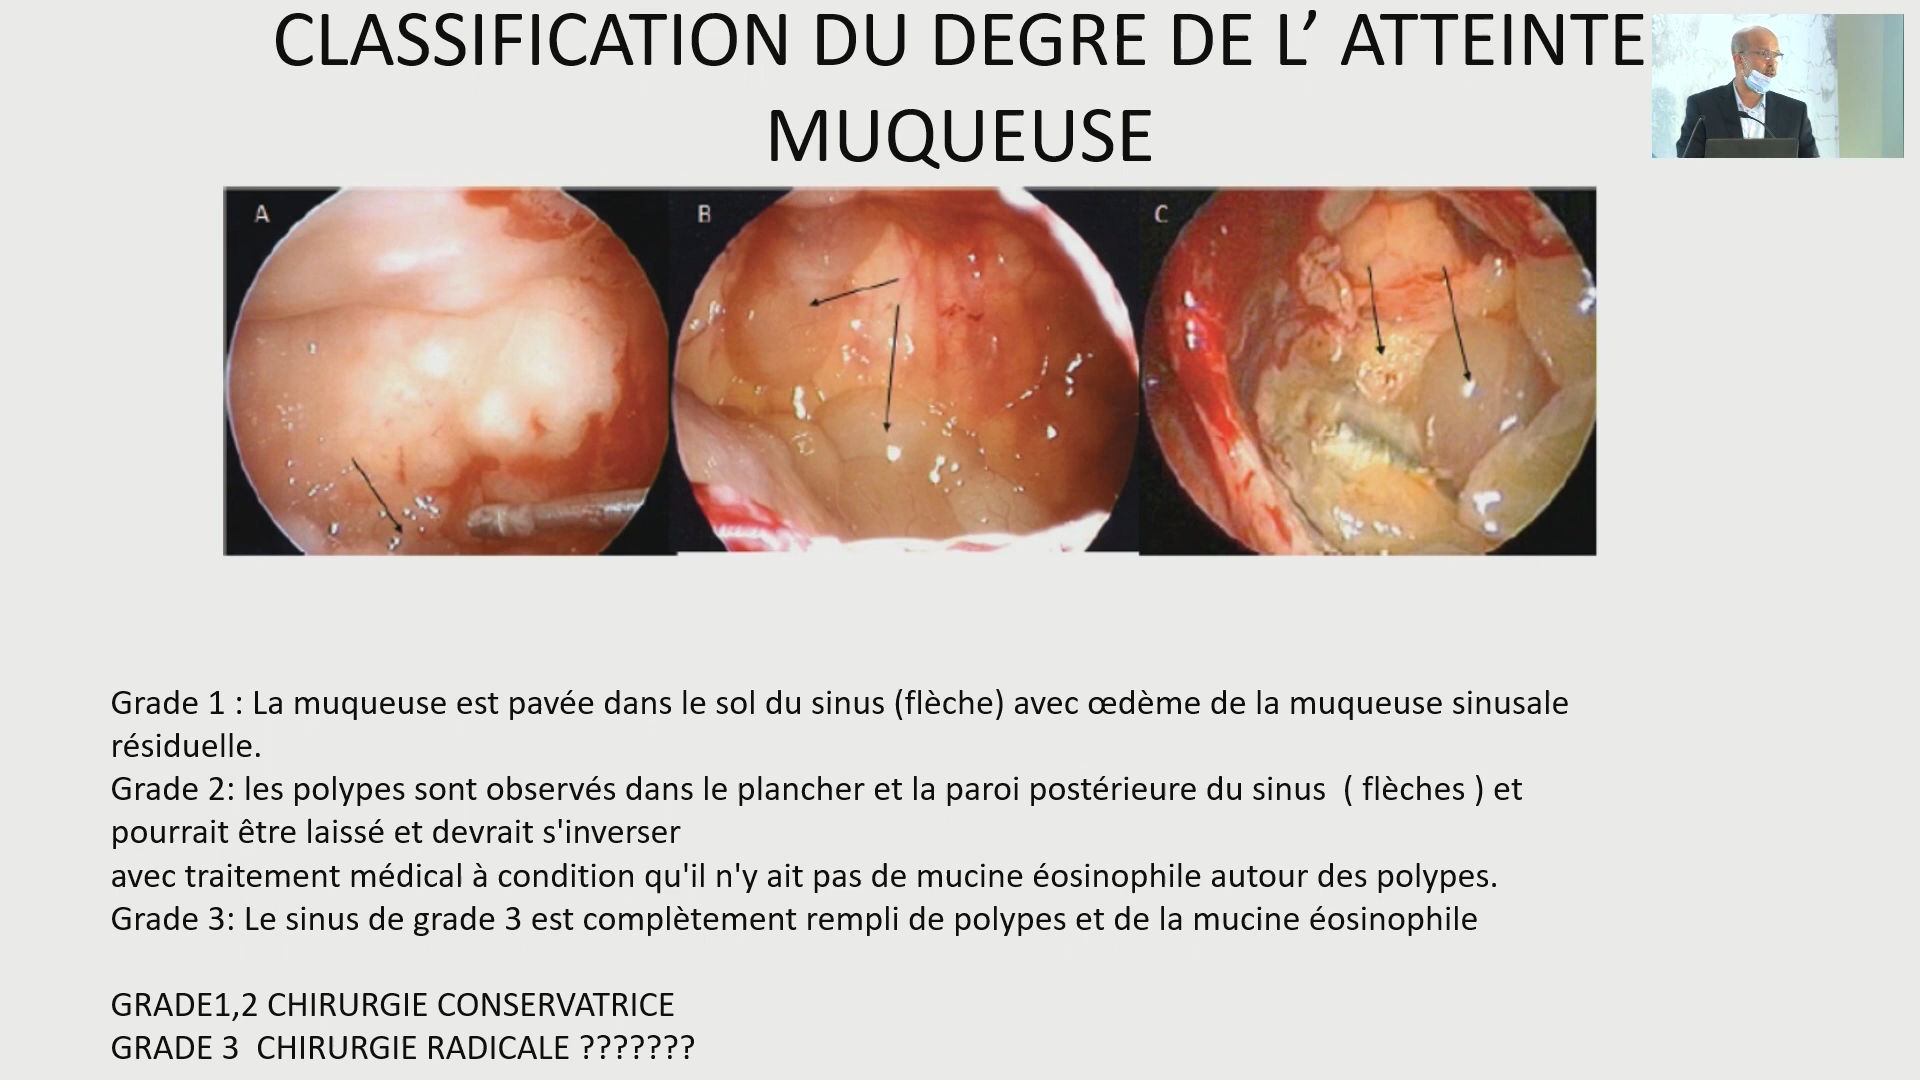 CLASSIFICATION DU DEGRE DE L’ ATTEINTE
MUQUEUSE
A
B
C
Grade 1 : La muqueuse est pavée dans le sol du sinus (flèche) avec œdème de la muqueuse sinusale
résiduelle.
Grade 2: les polypes sont observés dans le plancher et la paroi postérieure du sinus  ( flèches ) et
pourrait être laissé et devrait s'inverser
avec traitement médical à condition qu'il n'y ait pas de mucine éosinophile autour des polypes.
Grade 3: Le sinus de grade 3 est complètement rempli de polypes et de la mucine éosinophile
GRADE1,2 CHIRURGIE CONSERVATRICE
GRADE 3  CHIRURGIE RADICALE ???????